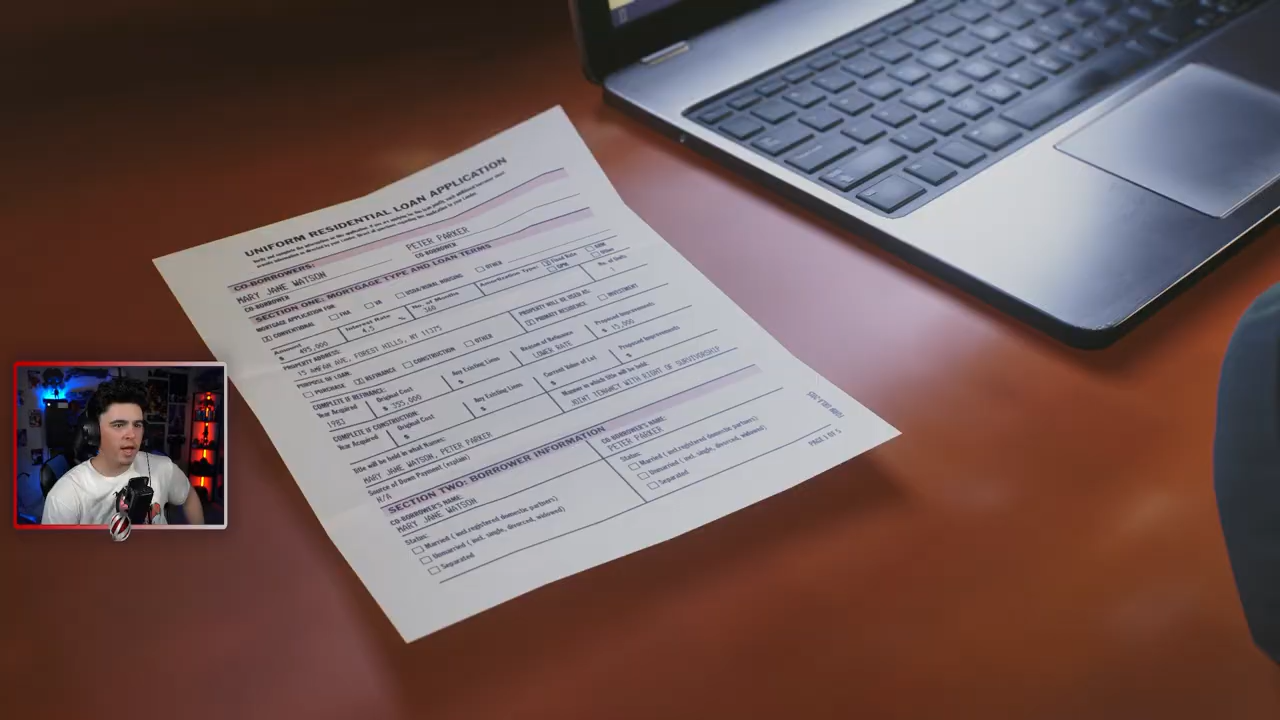 UNIFORM RESIDENTIAL LOAN APPLICATION
CO-BORROWERS:
MARY JANE WATSON PETER PARKER
CO-BORROWER CO-BORROWER
SECTION ONE: MORTGAGE TYPE AND LOAN TERMS
MORTGAGE APPLICATION FOR:
CONVENTIONAL FHA VA USDA/RURAL HOUSING OTHER
Amortization Type: Fixed Rate GPM ARM Other
Amount Interest Rate No. of Months No. of Units
$ 495,000 4.5 % 360 1
PROPERTY ADDRESS:
FOREST HILLS, NY 11375
PROPERTY WILL BE USED AS:
PRIMARY RESIDENCE INVESTMENT
PURPOSE OF LOAN:
PURCHASE REFINANCE CONSTRUCTION OTHER
COMPLETE IF REFINANCE:
Year Acquired Original Cost Any Existing Liens Reason of Refinance Proposed Improvements
1983 $ 355,000 $ LOWER RATE $ 15,000
COMPLETE IF CONSTRUCTION:
Year Acquired Original Cost Any Existing Liens Current Value of Lot Proposed Improvements
$ $ $ $
Title will be held in what Names: Manner in which title will be held:
MARY JANE WATSON, PETER PARKER JOINT TENANCY WITH RIGHT OF SURVIVORSHIP
Source of Down Payment (explain)
N/A
SECTION TWO: BORROWER INFORMATION
CO-BORROWER'S NAME: CO-BORROWER'S NAME:
MARY JANE WATSON PETER PARKER
Status: Status:
Married ( incl.registered domestic partners) Married ( incl.registered domestic partners)
Unmarried ( incl. single, divorced, widowed) Unmarried ( incl. single, divorced, widowed)
Separated Separated
PAGE 1 OF 5